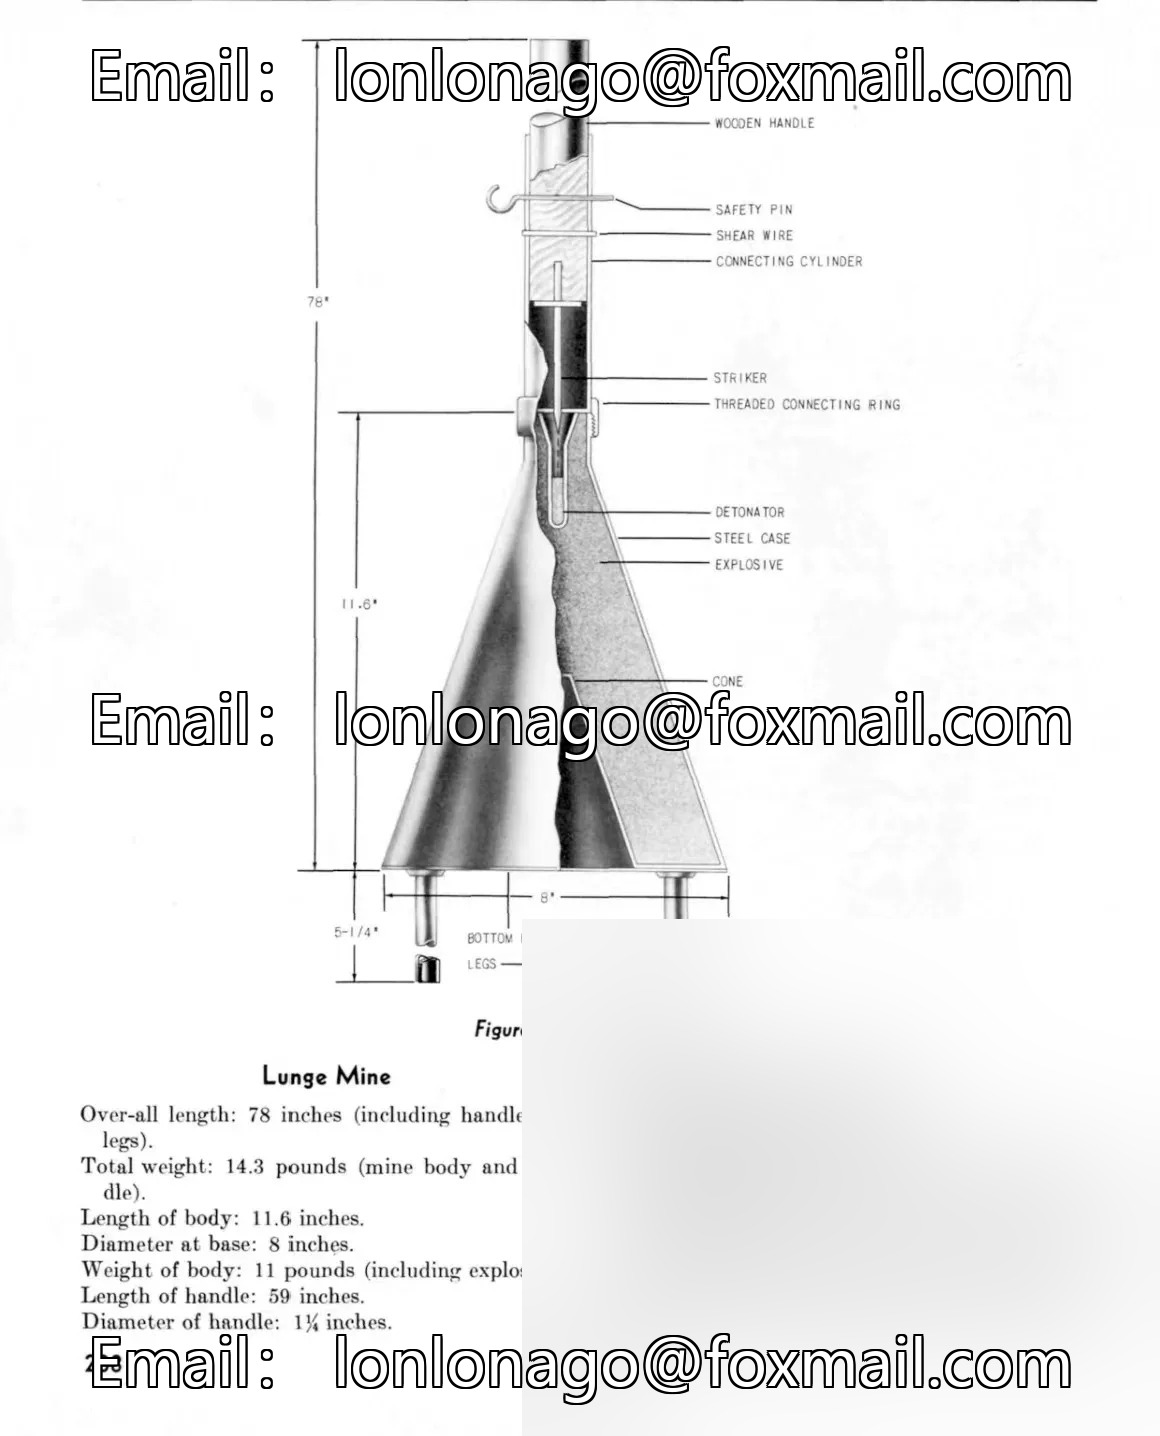 Email： lonlonago@foxmail.com
WOODEN HANDLE
SAFETY PIN
SHEAR WIRE
CONNECTING CYLINDER
78"
STRIKER
THREADED CONNECTING RING
DETONATOR
STEEL CASE
EXPLOSIVE
11.6"
CONE
Email： lonlonago@foxmail.com
8"
5-1/4"
BOTTOM
LEGS
Lunge Mine
Over-all length: 78 inches (including
legs).
Total weight: 14.3 pounds (mine body and
dle).
Length of body: 11.6 inches.
Diameter at base: 8 inches.
Weight of body: 11 pounds (including
Length of handle: 59 inches.
Diameter of handle: 1¼ inches.
Email： lonlonago@foxmail.com